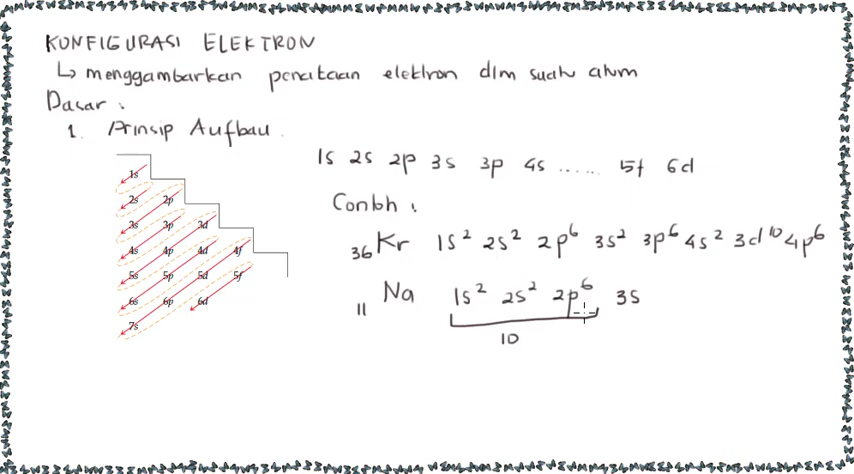 KONFIGURASI ELEKTRON
↳ menggambarkan penataan elektron dlm suatu atom
Dasar :
1. Prinsip Aufbau
1s 2s 2p 3s 3p 4s ...... 5f 6d
Contoh :
₃₆Kr 1s² 2s² 2p⁶ 3s² 3p⁶ 4s² 3d¹⁰ 4p⁶
₁₁Na 1s² 2s² 2p⁶ 3s
10
1s
2s 2p
3s 3p 3d
4s 4p 4d 4f
5s 5p 5d 5f
6s 6p 6d
7s